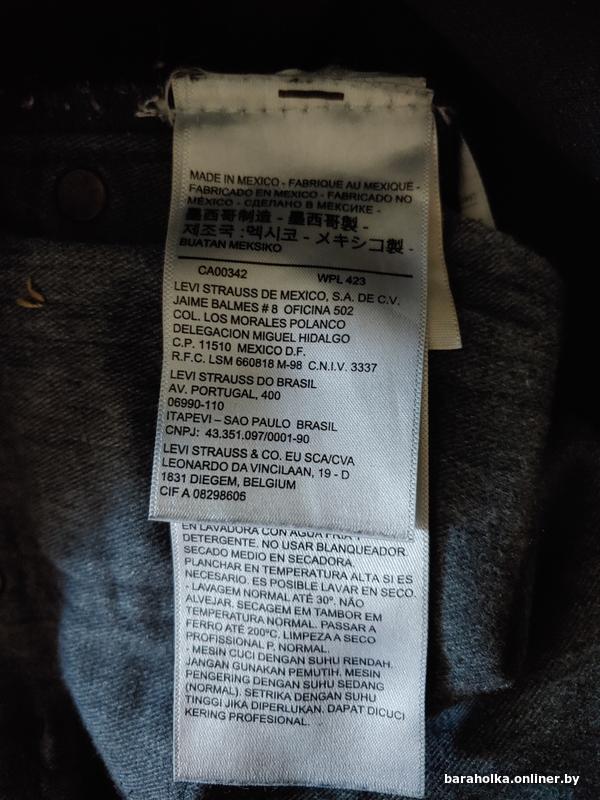 MADE IN MEXICO - FABRIQUE AU MEXIQUE -
FABRICADO EN MEXICO - FABRICADO NO
MÉXICO - СДЕЛАНО В МЕКСИКЕ -
墨西哥制造 - 墨西哥製 -
제조국 :멕시코 - メキシコ製 -
BUATAN MEKSIKO
CA00342 WPL 423
LEVI STRAUSS DE MEXICO, S.A. DE C.V.
JAIME BALMES # 8 OFICINA 502
COL. LOS MORALES POLANCO
DELEGACION MIGUEL HIDALGO
C.P. 11510 MEXICO D.F.
R.F.C. LSM 660818 M-98 C.N.I.V. 3337
LEVI STRAUSS DO BRASIL
AV. PORTUGAL, 400
06990-110
ITAPEVI – SAO PAULO BRASIL
CNPJ: 43.351.097/0001-90
LEVI STRAUSS & CO. EU SCA/CVA
LEONARDO DA VINCILAAN, 19 - D
1831 DIEGEM, BELGIUM
CIF A 08298606
EN LAVADORA CON AGUA FRIA Y
DETERGENTE. NO USAR BLANQUEADOR.
SECADO MEDIO EN SECADORA.
PLANCHAR EN TEMPERATURA ALTA SI ES
NECESARIO. ES POSIBLE LAVAR EN SECO.
- LAVAGEM NORMAL ATÉ 30º. NÃO
ALVEJAR. SECAGEM EM TAMBOR EM
TEMPERATURA NORMAL. PASSAR A
FERRO ATÉ 200ºC. LIMPEZA A SECO
PROFISSIONAL P, NORMAL.
- MESIN CUCI DENGAN SUHU RENDAH.
JANGAN GUNAKAN PEMUTIH. MESIN
PENGERING DENGAN SUHU SEDANG
(NORMAL). SETRIKA DENGAN SUHU
TINGGI JIKA DIPERLUKAN. DAPAT DICUCI
KERING PROFESIONAL.
baraholka.onliner.by